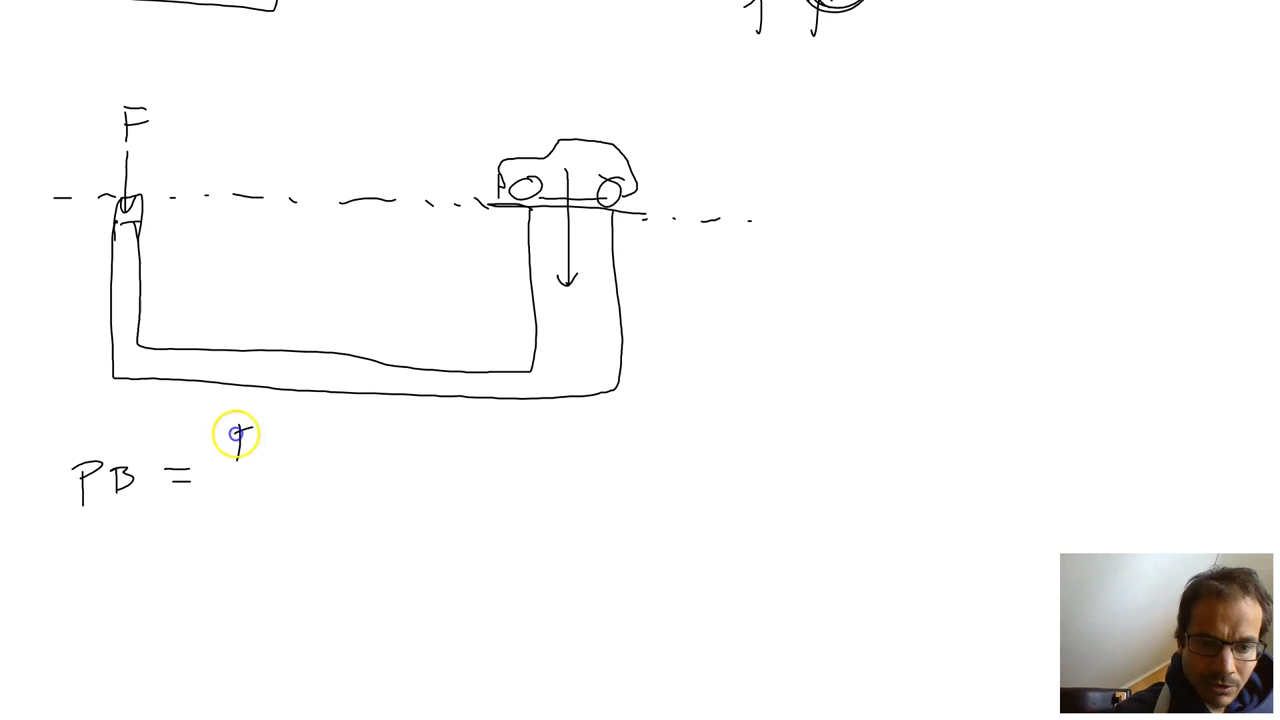 F
PB =